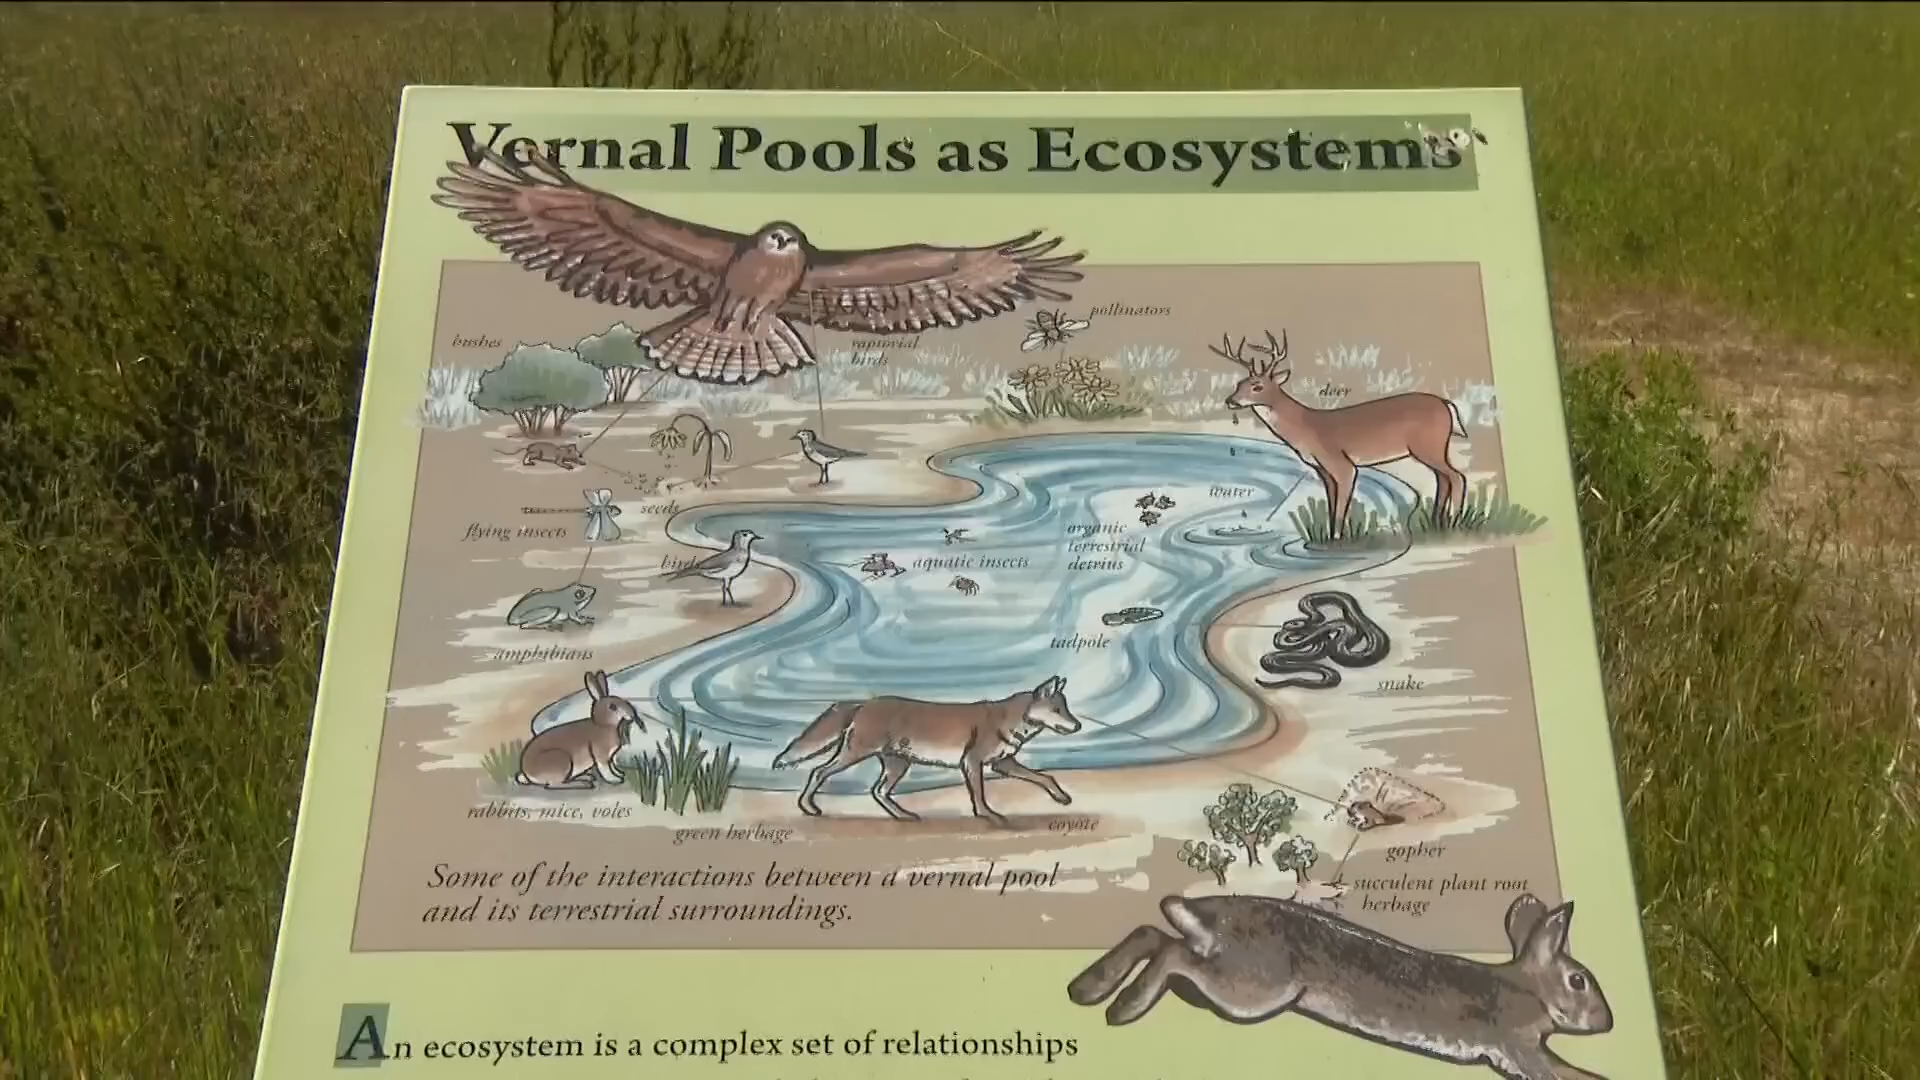 Vernal Pools as Ecosystems
pollinators
bushes
raptorial
birds
deer
water
seeds
flying insects
organic
terrestrial
detrius
birds
aquatic insects
tadpole
amphibians
snake
rabbits, mice, voles
green herbage
coyote
gopher
succulent plant root
herbage
Some of the interactions between a vernal pool
and its terrestrial surroundings.
An ecosystem is a complex set of relationships